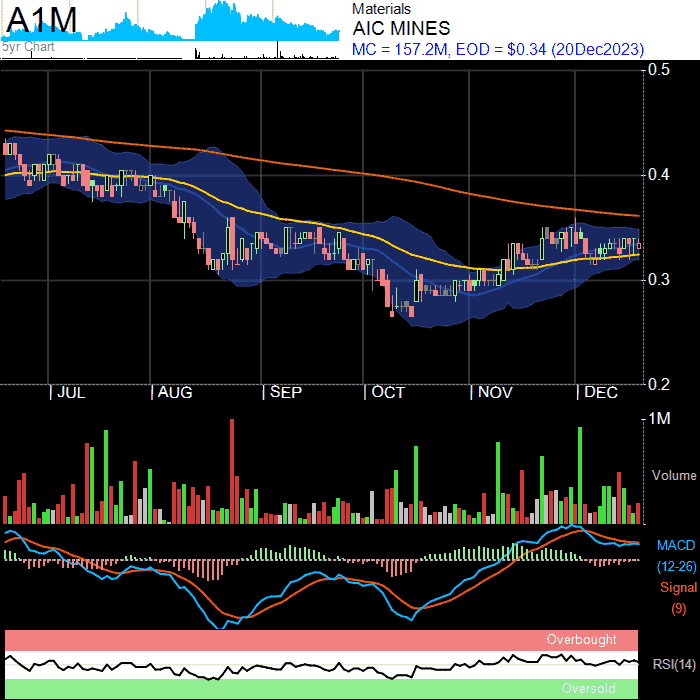 A1M
5yr Chart
Materials
AIC MINES
MC = 157.2M, EOD = $0.34 (20Dec2023)
0.5
0.4
0.3
0.2
JUL
AUG
SEP
OCT
NOV
DEC
1M
Volume
MACD
(12-26)
Signal
(9)
Overbought
RSI(14)
Oversold